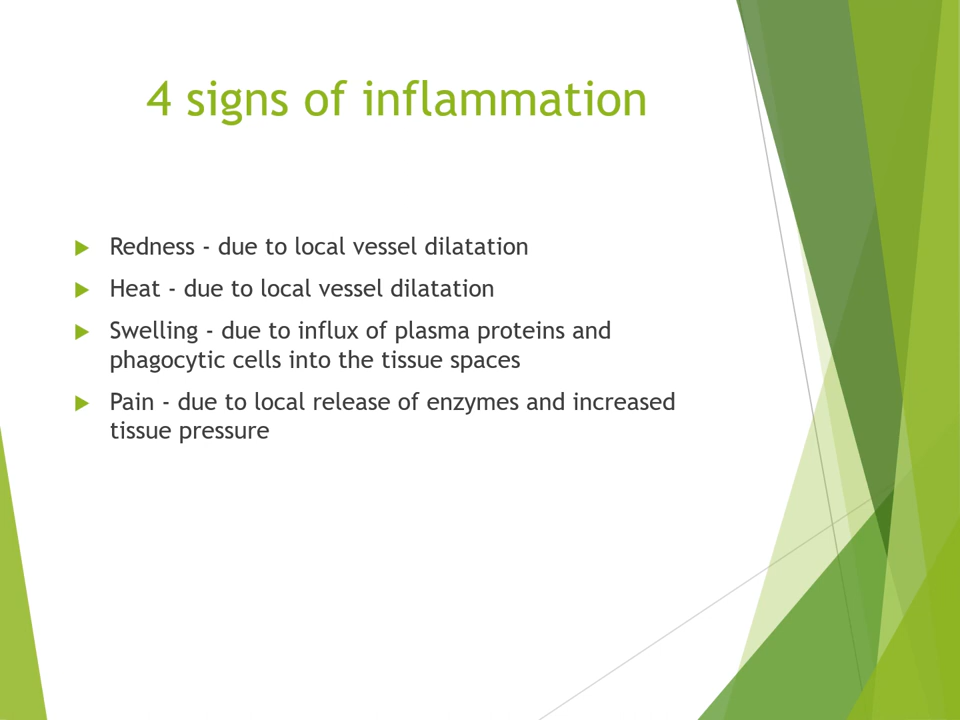 4 signs of inflammation
Redness - due to local vessel dilatation
Heat - due to local vessel dilatation
Swelling - due to influx of plasma proteins and
phagocytic cells into the tissue spaces
Pain - due to local release of enzymes and increased
tissue pressure